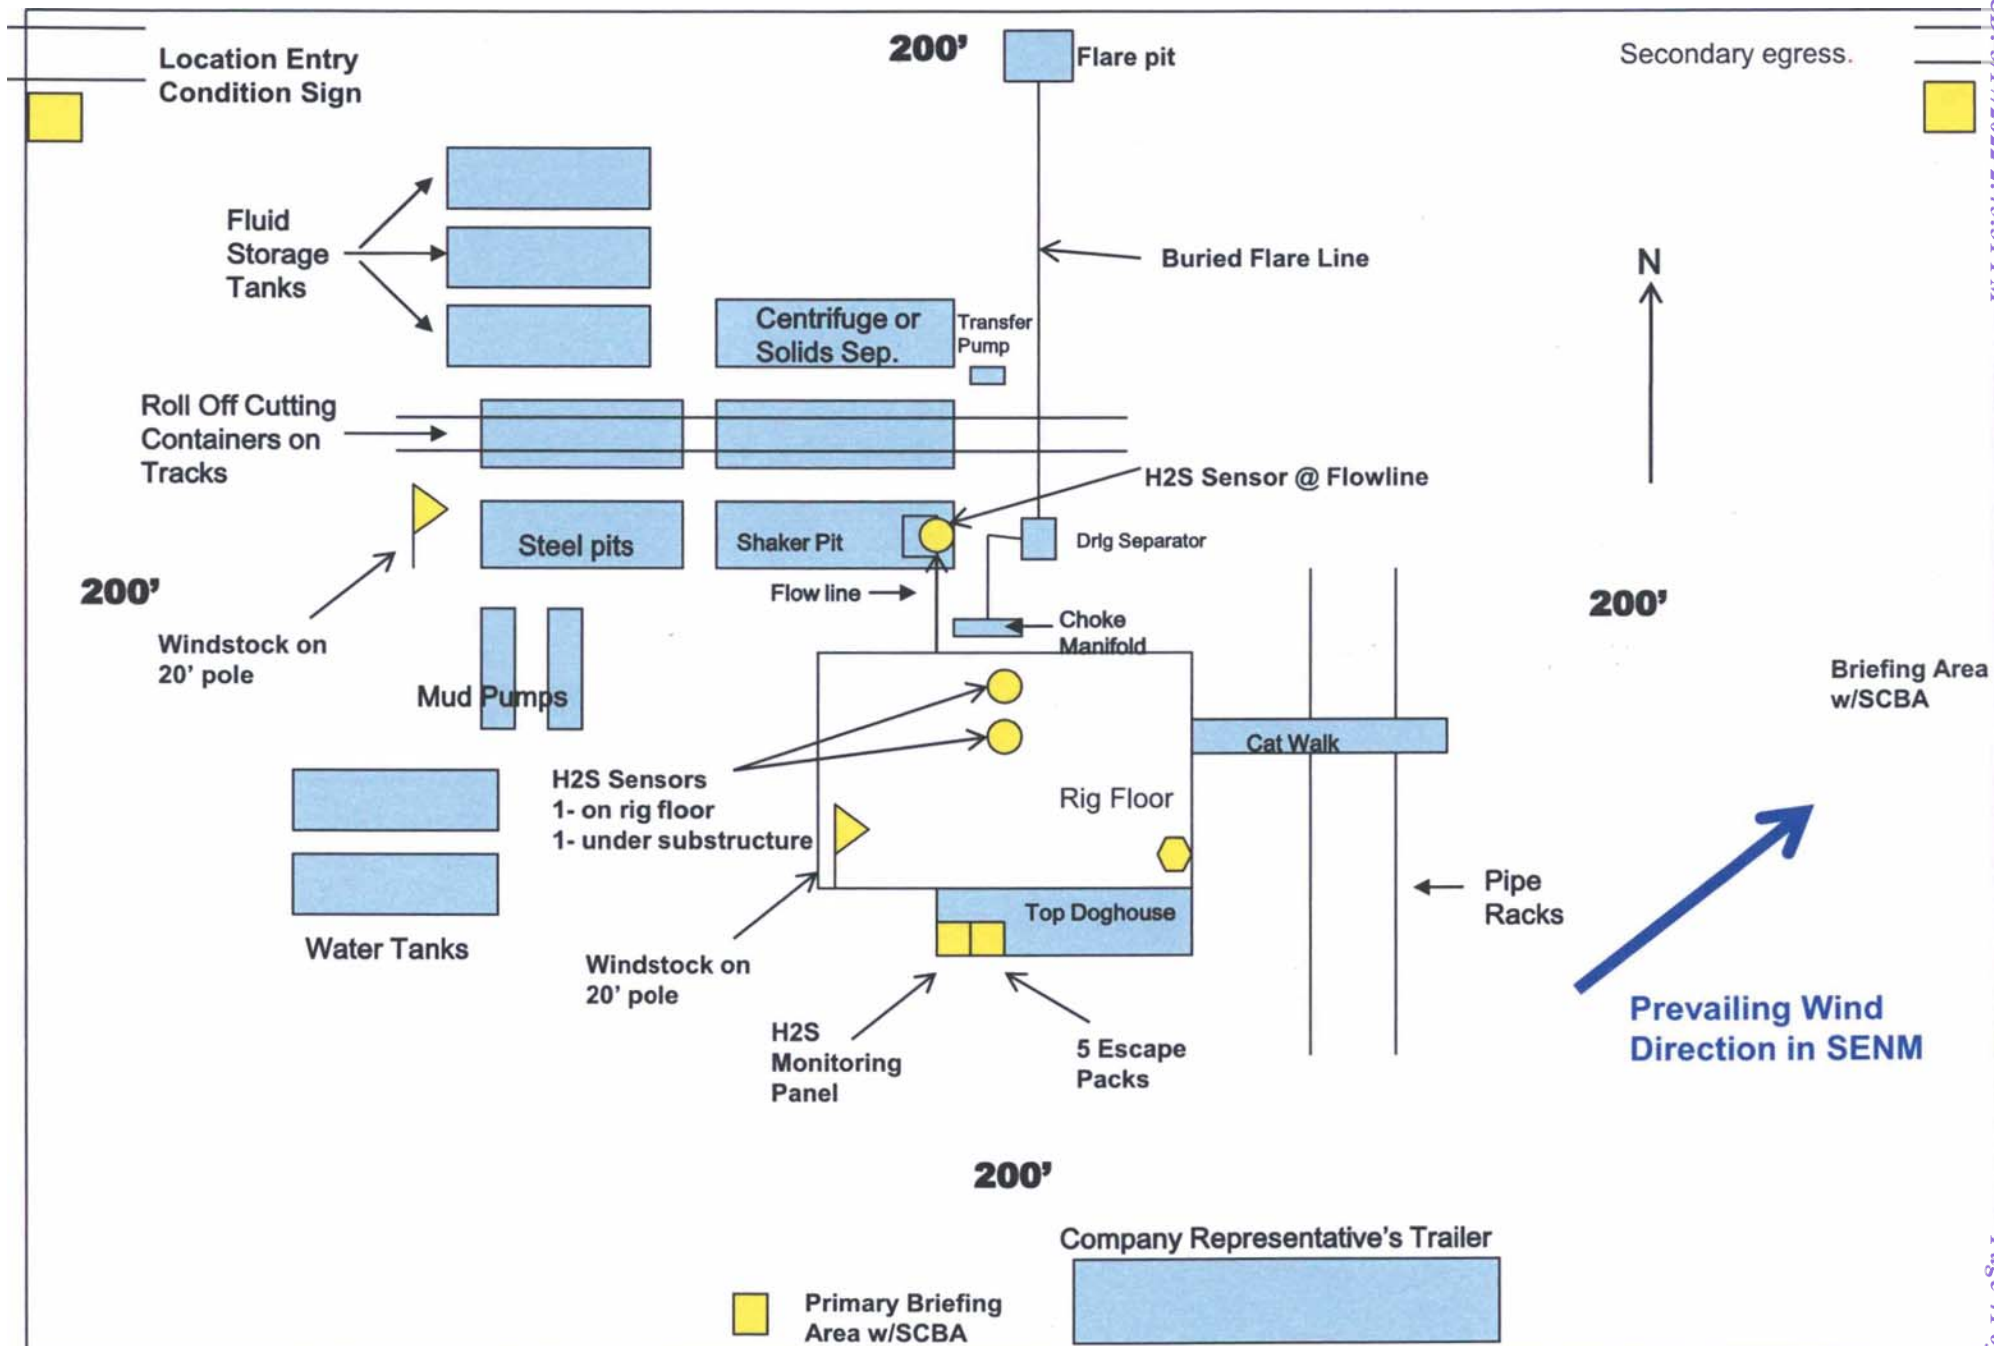 Location Entry
Condition Sign
200'
Flare pit
Secondary egress.
Fluid
Storage
Tanks
Buried Flare Line
N
Centrifuge or
Solids Sep.
Transfer
Pump
Roll Off Cutting
Containers on
Tracks
H2S Sensor @ Flowline
Steel pits
Shaker Pit
Drlg Separator
200'
Flow line
200'
Windstock on
20' pole
Choke
Manifold
Briefing Area
w/SCBA
Mud Pumps
Cat Walk
H2S Sensors
1- on rig floor
1- under substructure
Rig Floor
Pipe
Racks
Top Doghouse
Water Tanks
Windstock on
20' pole
Prevailing Wind
Direction in SENM
H2S
Monitoring
Panel
5 Escape
Packs
200'
Company Representative's Trailer
Primary Briefing
Area w/SCBA